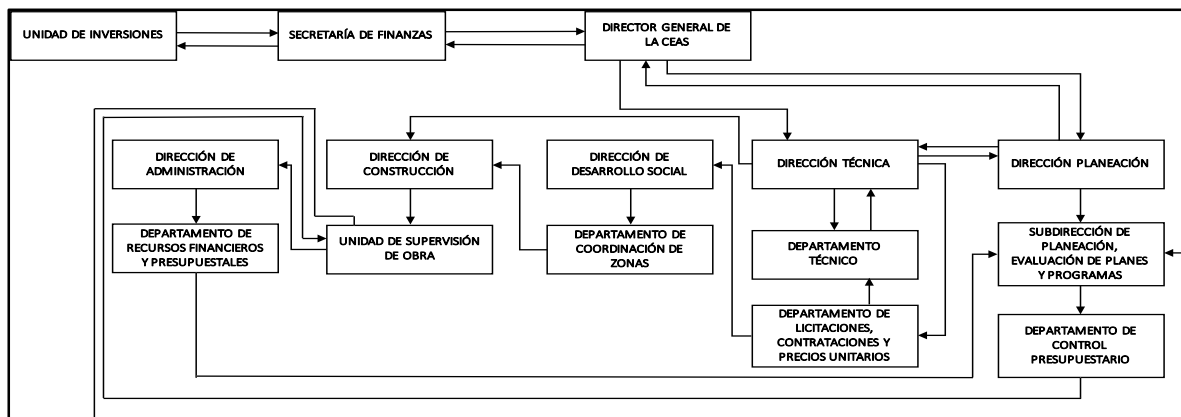 UNIDAD DE INVERSIONES
SECRETARÍA DE FINANZAS
DIRECTOR GENERAL DE
LA CEAS
DIRECCIÓN DE
ADMINISTRACIÓN
DIRECCIÓN DE
CONSTRUCCIÓN
DIRECCIÓN DE
DESARROLLO SOCIAL
DIRECCIÓN TÉCNICA
DIRECCIÓN PLANEACIÓN
DEPARTAMENTO DE
RECURSOS FINANCIEROS
Y PRESUPUESTALES
UNIDAD DE SUPERVISIÓN
DE OBRA
DEPARTAMENTO DE
COORDINACIÓN DE
ZONAS
DEPARTAMENTO
TÉCNICO
SUBDIRECCIÓN DE
PLANEACIÓN,
EVALUACIÓN DE PLANES
Y PROGRAMAS
DEPARTAMENTO DE
LICITACIONES,
CONTRATACIONES Y
PRECIOS UNITARIOS
DEPARTAMENTO DE
CONTROL
PRESUPUESTARIO